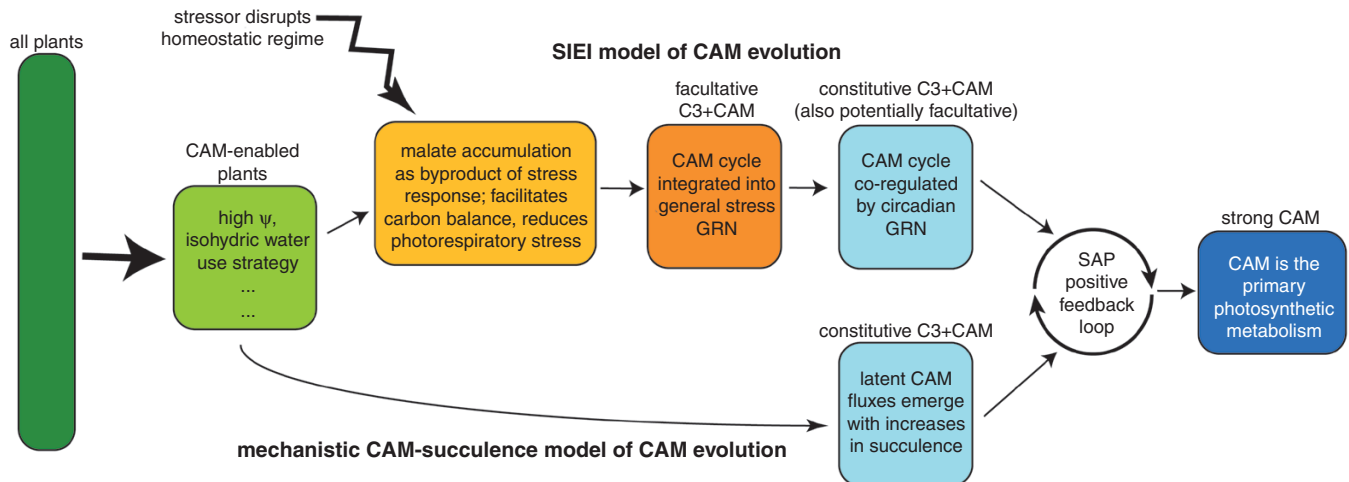 all plants
stressor disrupts
homeostatic regime
SIEI model of CAM evolution
CAM-enabled
plants
high ψ,
isohydric water
use strategy
...
...
malate accumulation
as byproduct of stress
response; facilitates
carbon balance, reduces
photorespiratory stress
facultative
C3+CAM
CAM cycle
integrated into
general stress
GRN
constitutive C3+CAM
(also potentially facultative)
CAM cycle
co-regulated
by circadian
GRN
constitutive C3+CAM
latent CAM
fluxes emerge
with increases
in succulence
mechanistic CAM-succulence model of CAM evolution
SAP
positive
feedback
loop
strong CAM
CAM is the
primary
photosynthetic
metabolism